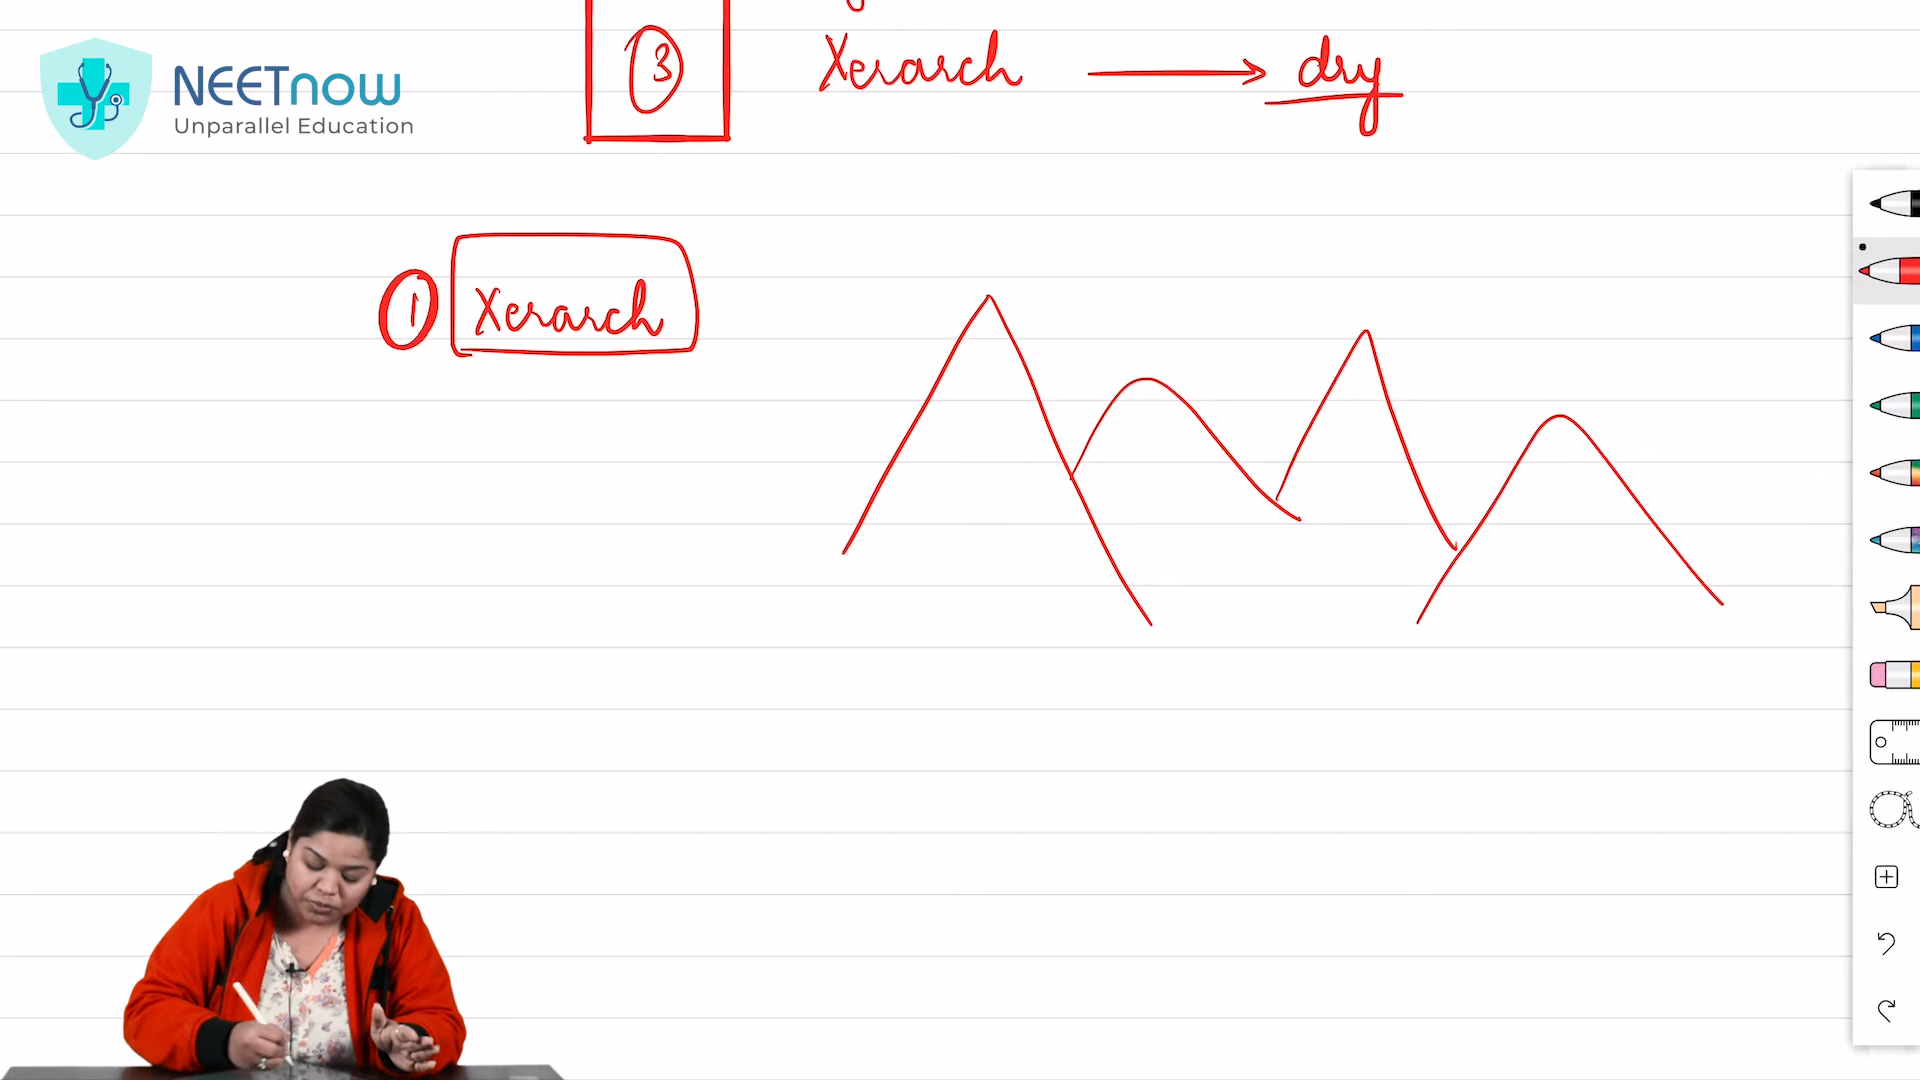 ③ Xerarch → dry
NEETnow
Unparallel Education
① Xerarch